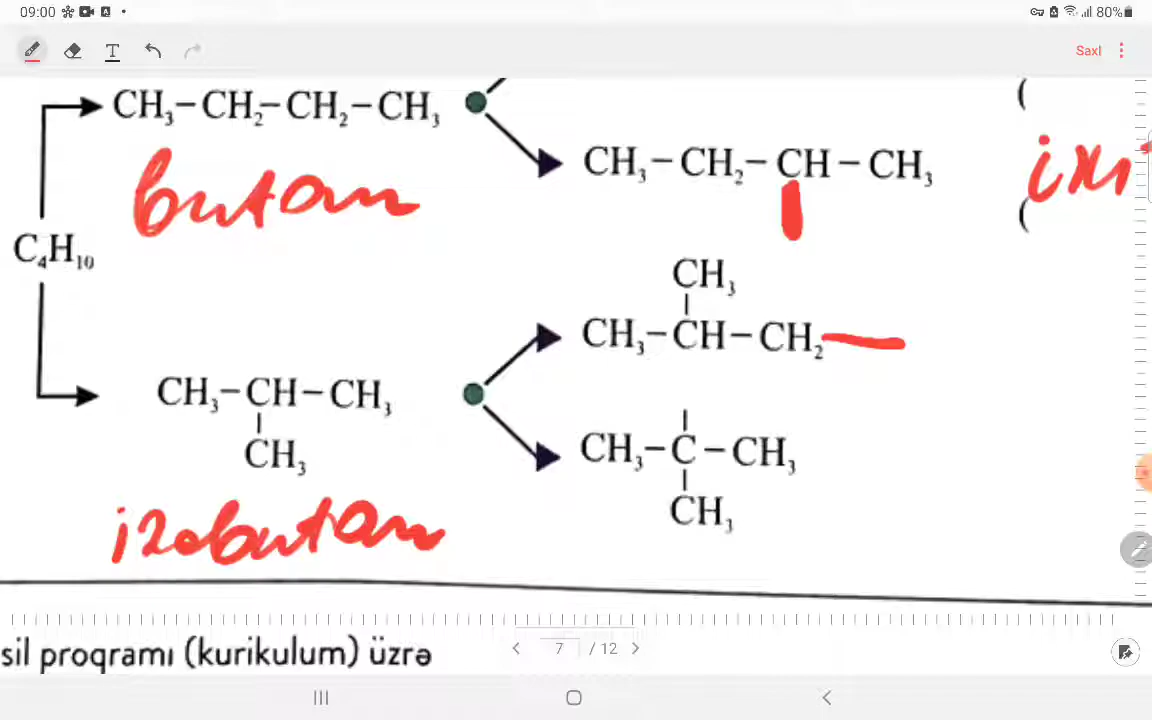 09:00 80%
T Saxl
CH₃–CH₂–CH₂–CH₃
(
CH₃–CH₂–CH–CH₃
butan
(
C₄H₁₀
CH₃
CH₃–CH–CH₂
CH₃–CH–CH₃
CH₃
CH₃–C–CH₃
CH₃
izobutan
sil proqramı (kurikulum) üzrə
< 7 / 12 >